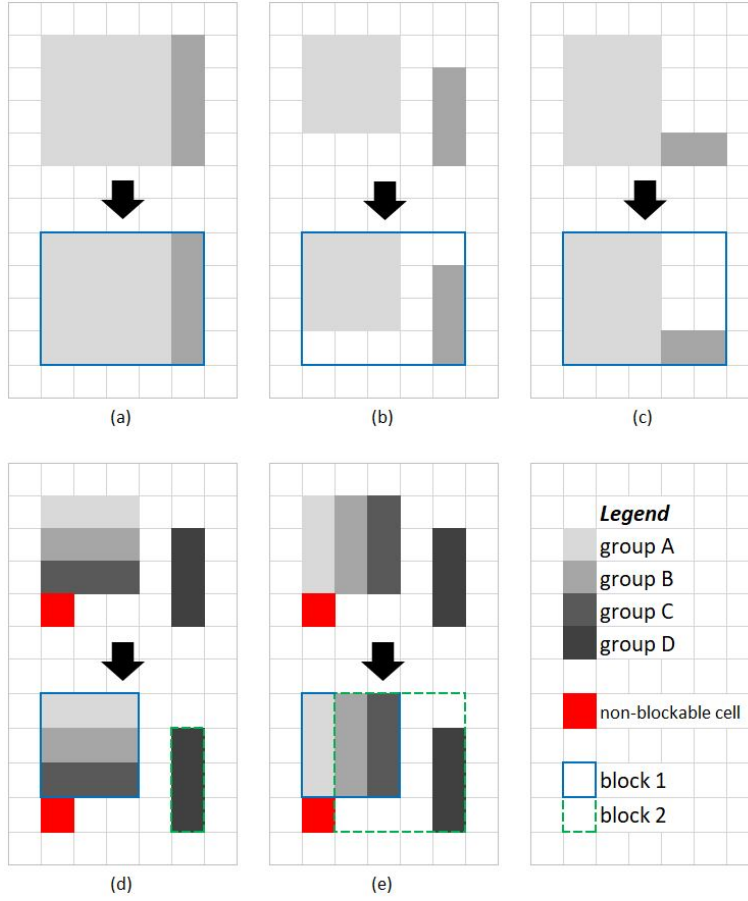 (a)
(b)
(c)
Legend
group A
group B
group C
group D
non-blockable cell
block 1
block 2
(d)
(e)